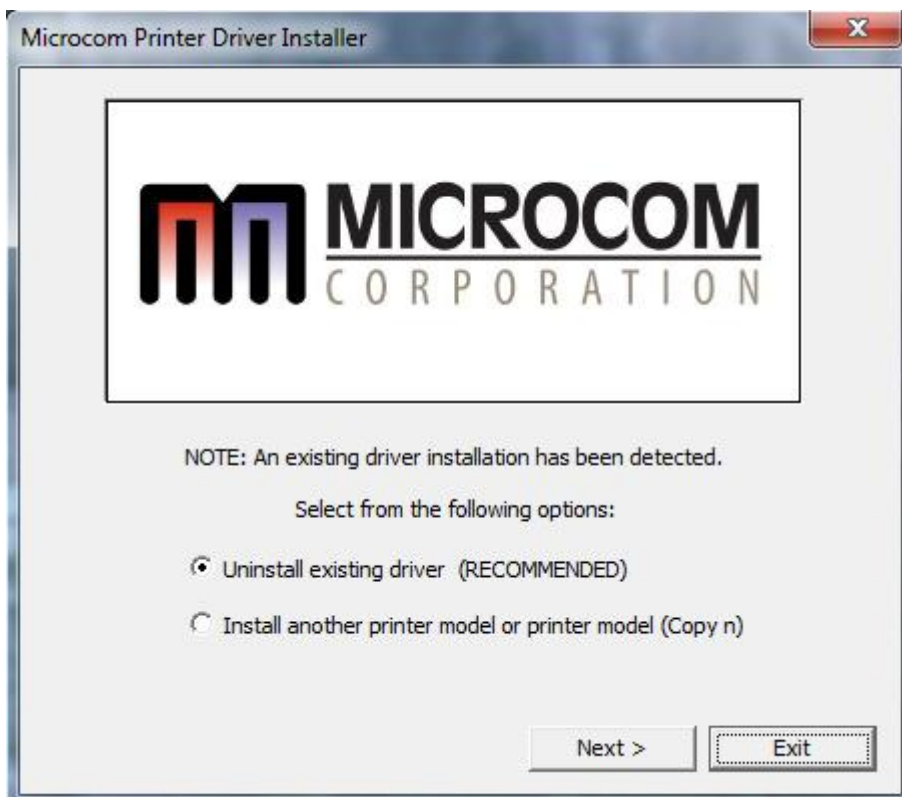 Microcom Printer Driver Installer
MICROCOM
CORPORATION
NOTE: An existing driver installation has been detected.
Select from the following options:
Uninstall existing driver  (RECOMMENDED)
Install another printer model or printer model (Copy n)
Next >
Exit